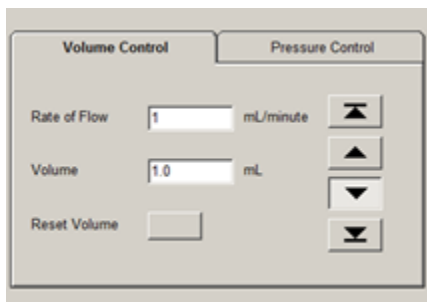 Volume Control Pressure Control
Rate of Flow 1 mL/minute
Volume 1.0 mL
Reset Volume